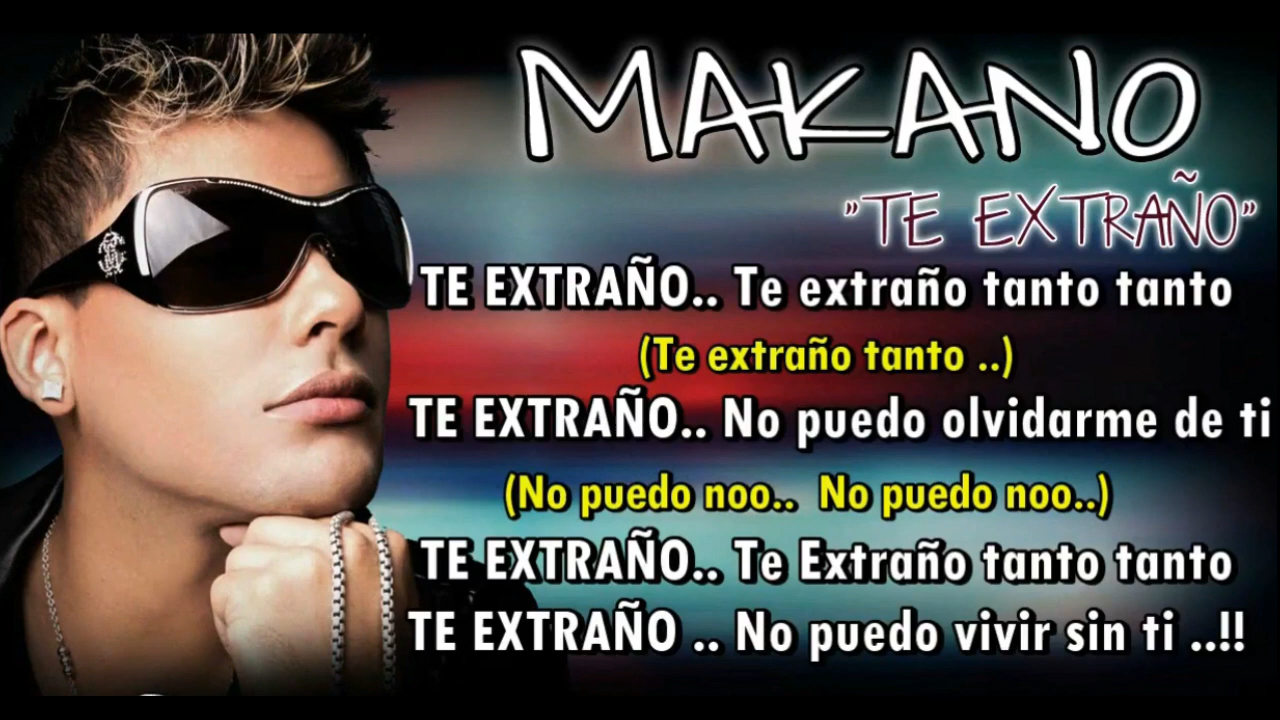 MAKANO
"TE EXTRAÑO"
TE EXTRAÑO.. Te extraño tanto tanto
(Te extraño tanto ..)
TE EXTRAÑO.. No puedo olvidarme de ti
(No puedo noo.. No puedo noo..)
TE EXTRAÑO.. Te Extraño tanto tanto
TE EXTRAÑO .. No puedo vivir sin ti ..!!